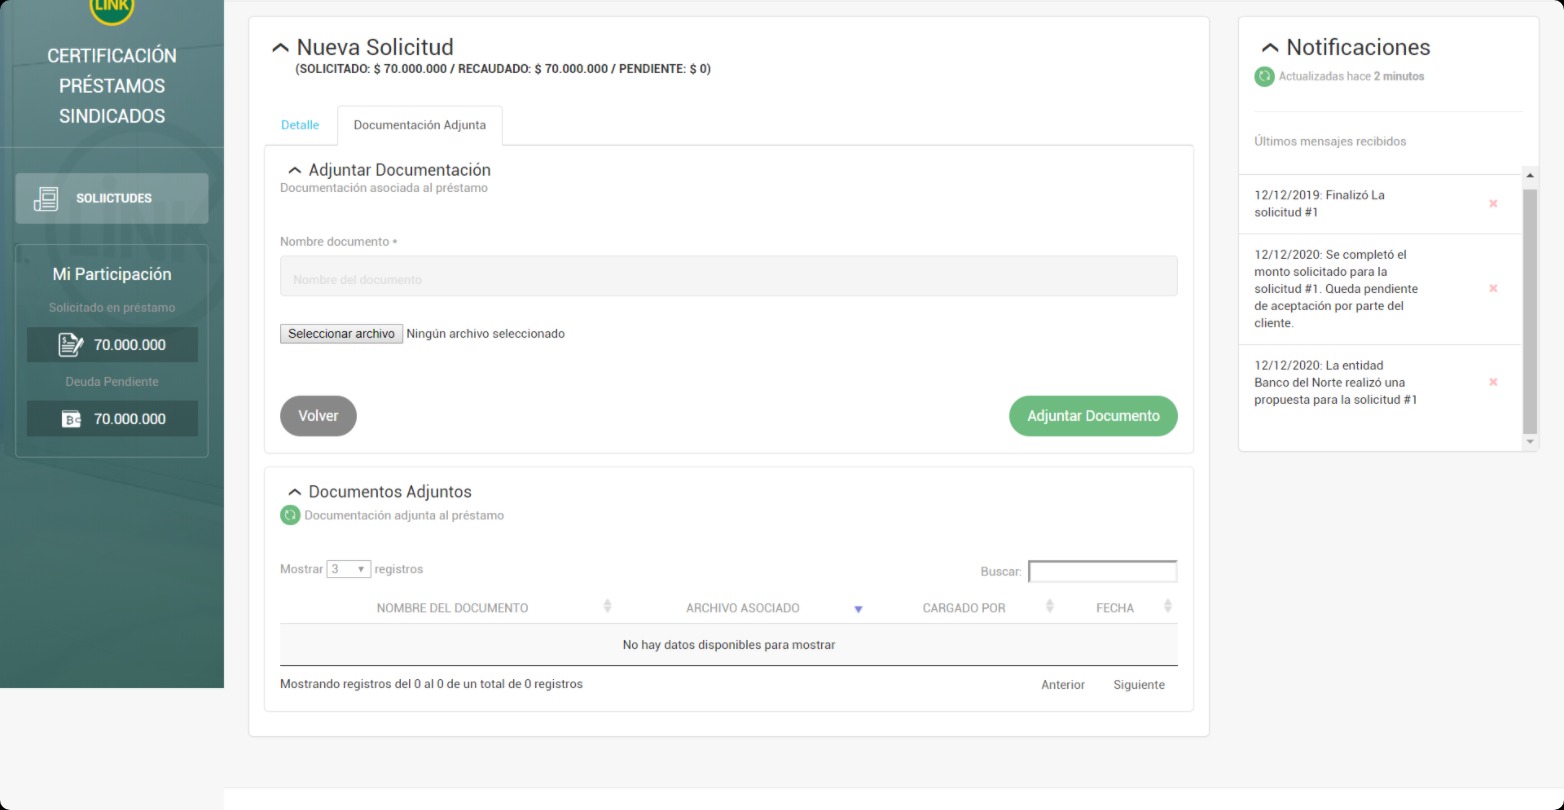 LINK
CERTIFICACIÓN
PRÉSTAMOS
SINDICADOS
SOLIICTUDES
Mi Participación
Solicitado en préstamo
70.000.000
Deuda Pendiente
70.000.000
Nueva Solicitud
(SOLICITADO: $ 70.000.000 / RECAUDADO: $ 70.000.000 / PENDIENTE: $ 0)
Detalle
Documentación Adjunta
Adjuntar Documentación
Documentación asociada al préstamo
Nombre documento *
Nombre del documento
Seleccionar archivo Ningún archivo seleccionado
Volver
Adjuntar Documento
Documentos Adjuntos
Documentación adjunta al préstamo
Mostrar 3 registros
Buscar:
NOMBRE DEL DOCUMENTO ARCHIVO ASOCIADO CARGADO POR FECHA
No hay datos disponibles para mostrar
Mostrando registros del 0 al 0 de un total de 0 registros
Anterior Siguiente
Notificaciones
Actualizadas hace 2 minutos
Últimos mensajes recibidos
12/12/2019: Finalizó La
solicitud #1
12/12/2020: Se completó el
monto solicitado para la
solicitud #1. Queda pendiente
de aceptación por parte del
cliente.
12/12/2020: La entidad
Banco del Norte realizó una
propuesta para la solicitud #1